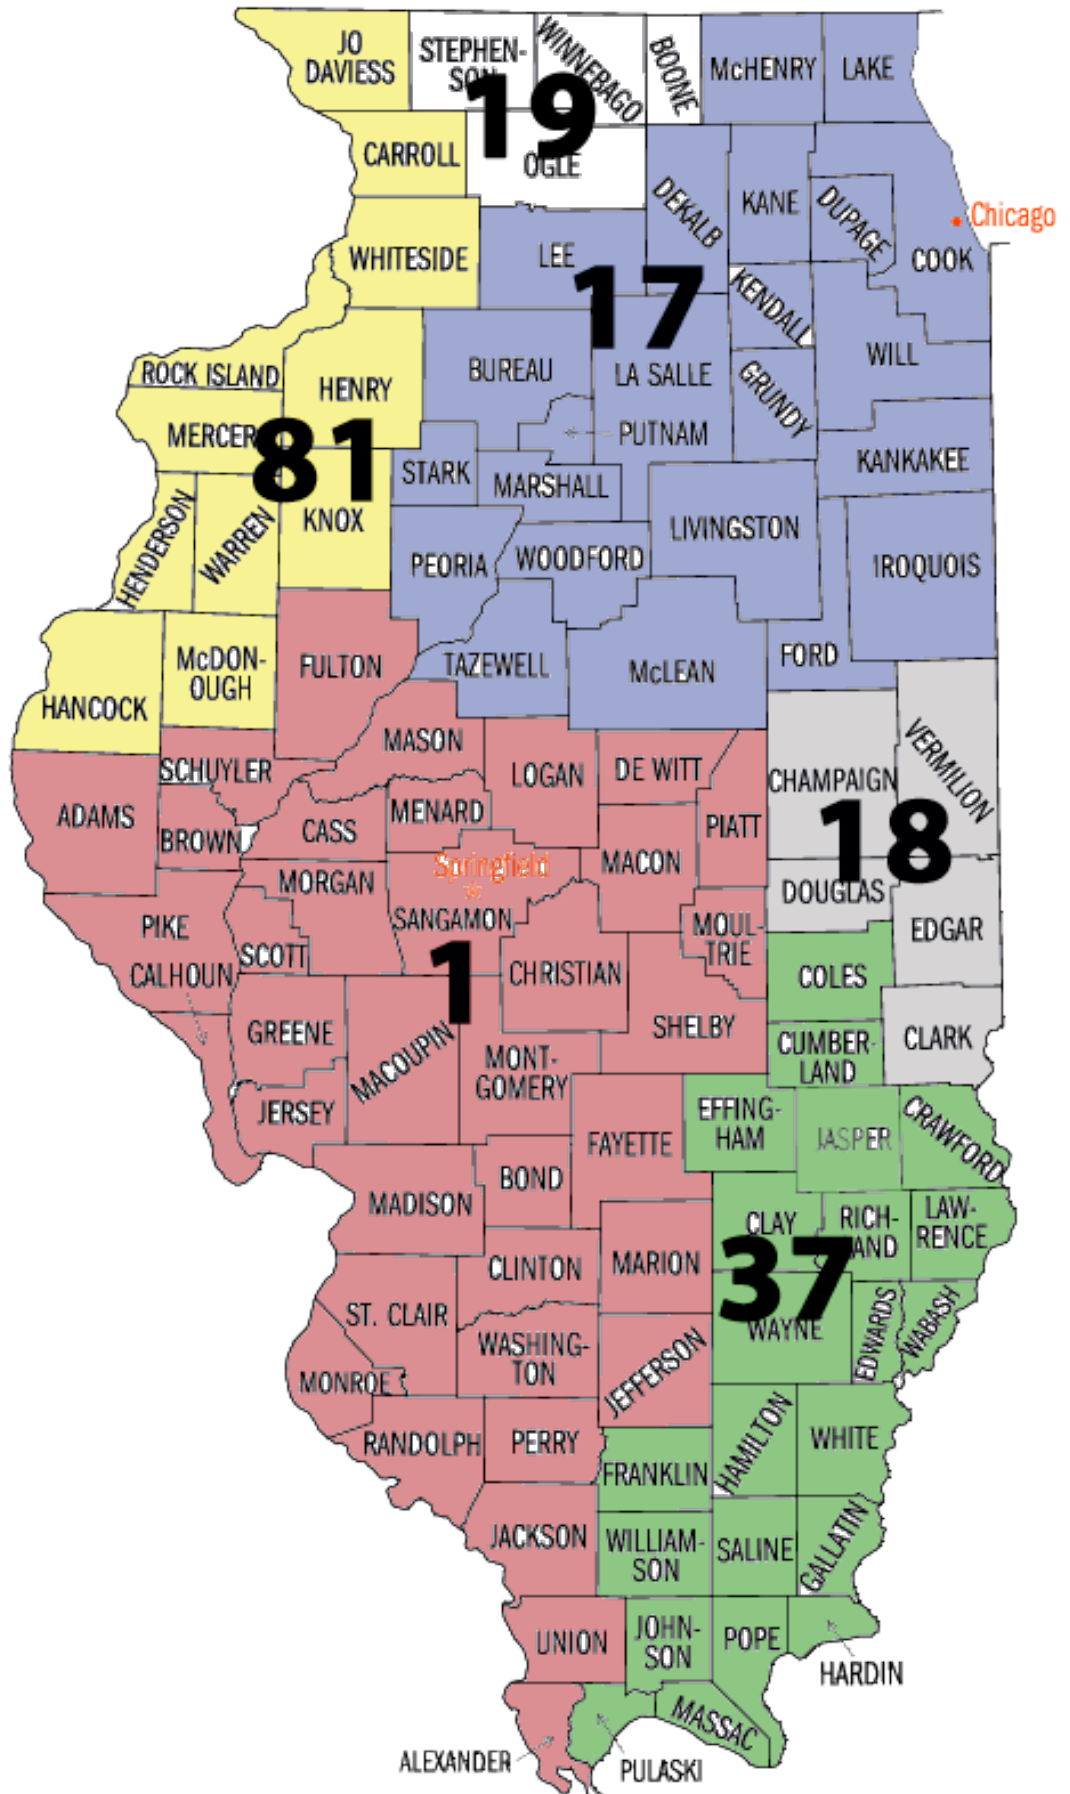 JO
DAVIESS
STEPHEN-
SON
WINNEBAGO
BOONE
McHENRY
LAKE
19
CARROLL
OGLE
DEKALB
KANE
DUPAGE
Chicago
COOK
WHITESIDE
LEE
17
KENDALL
WILL
ROCK ISLAND
HENRY
BUREAU
LA SALLE
GRUNDY
MERCER
81
PUTNAM
KANKAKEE
STARK
MARSHALL
KNOX
HENDERSON
WARREN
PEORIA
WOODFORD
LIVINGSTON
IROQUOIS
HANCOCK
McDON-
OUGH
FULTON
TAZEWELL
McLEAN
FORD
MASON
SCHUYLER
LOGAN
DE WITT
CHAMPAIGN
VERMILION
ADAMS
BROWN
CASS
MENARD
PIATT
18
Springfield
MACON
MORGAN
DOUGLAS
SANGAMON
PIKE
SCOTT
MOUL-
TRIE
EDGAR
CALHOUN
1
CHRISTIAN
COLES
GREENE
MACOUPIN
SHELBY
CUMBER-
LAND
CLARK
MONT-
GOMERY
JERSEY
FAYETTE
EFFING-
HAM
JASPER
CRAWFORD
MADISON
BOND
CLAY
RICH-
LAND
LAW-
RENCE
CLINTON
MARION
37
ST. CLAIR
WAYNE
EDWARDS
WABASH
WASHING-
TON
JEFFERSON
MONROE
RANDOLPH
PERRY
FRANKLIN
HAMILTON
WHITE
JACKSON
WILLIAM-
SON
SALINE
GALLATIN
UNION
JOHN-
SON
POPE
HARDIN
MASSAC
ALEXANDER
PULASKI